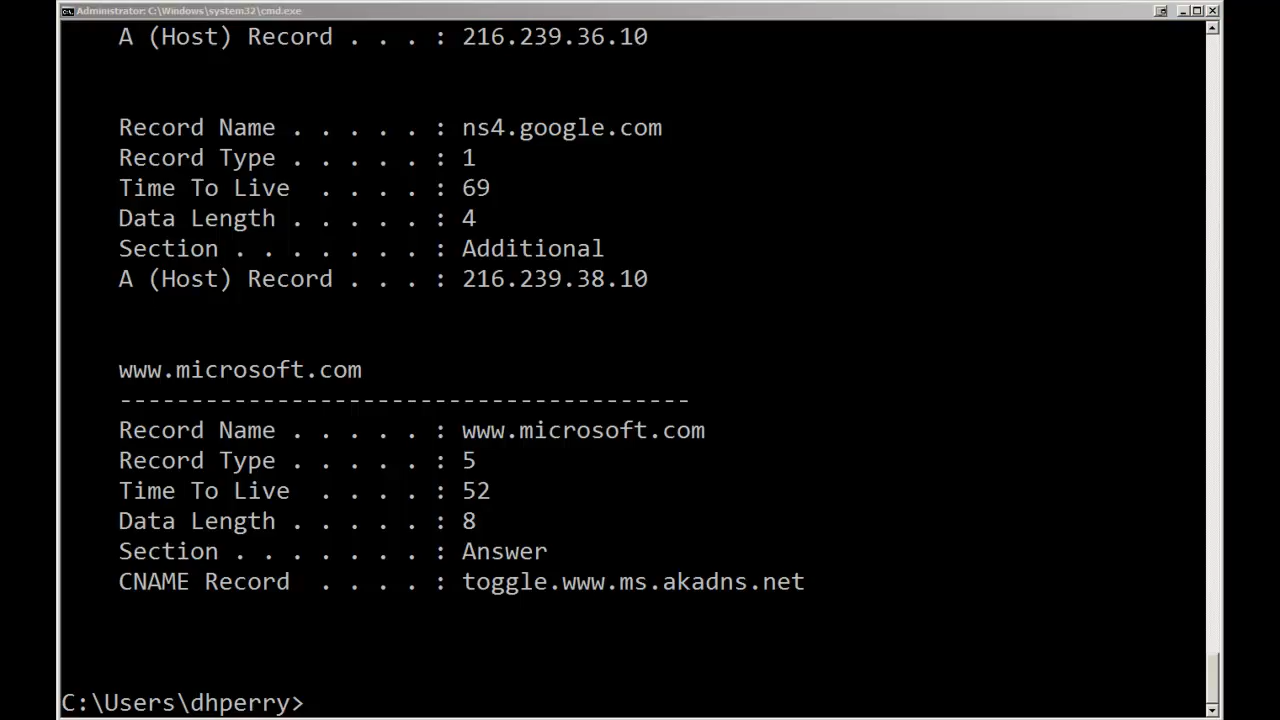 Administrator: C:\Windows\system32\cmd.exe
A (Host) Record . . . : 216.239.36.10
Record Name . . . . . : ns4.google.com
Record Type . . . . . : 1
Time To Live  . . . . : 69
Data Length . . . . . : 4
Section . . . . . . . : Additional
A (Host) Record . . . : 216.239.38.10
www.microsoft.com
----------------------------------------
Record Name . . . . . : www.microsoft.com
Record Type . . . . . : 5
Time To Live  . . . . : 52
Data Length . . . . . : 8
Section . . . . . . . : Answer
CNAME Record  . . . . : toggle.www.ms.akadns.net
C:\Users\dhperry>